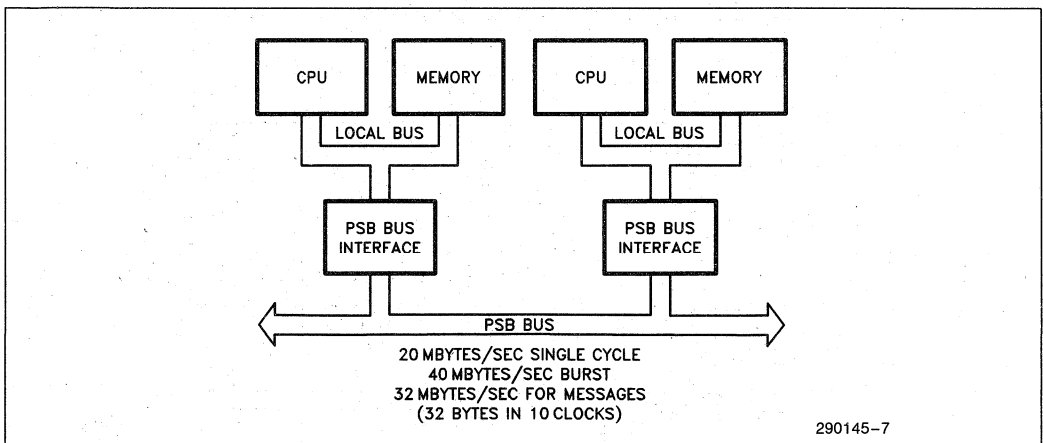 CPU
MEMORY
CPU
MEMORY
LOCAL BUS
LOCAL BUS
PSB BUS
INTERFACE
PSB BUS
INTERFACE
PSB BUS
20 MBYTES/SEC SINGLE CYCLE
40 MBYTES/SEC BURST
32 MBYTES/SEC FOR MESSAGES
(32 BYTES IN 10 CLOCKS)
290145-7